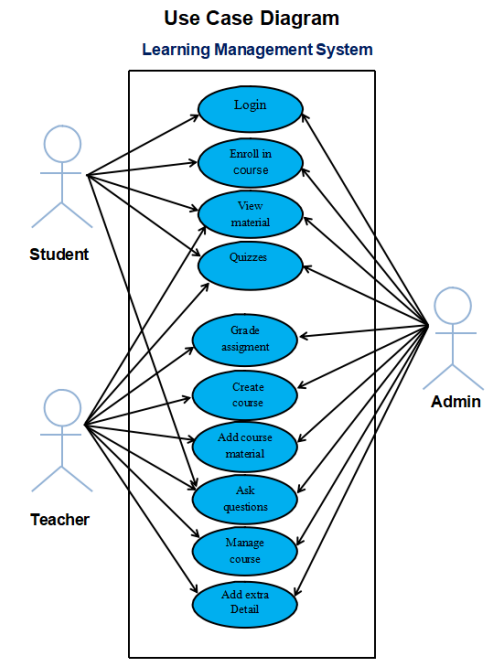 Use Case Diagram
Learning Management System
Login
Enroll in
course
View
material
Quizzes
Student
Grade
assigment
Create
course
Admin
Add course
material
Ask
questions
Teacher
Manage
course
Add extra
Detail